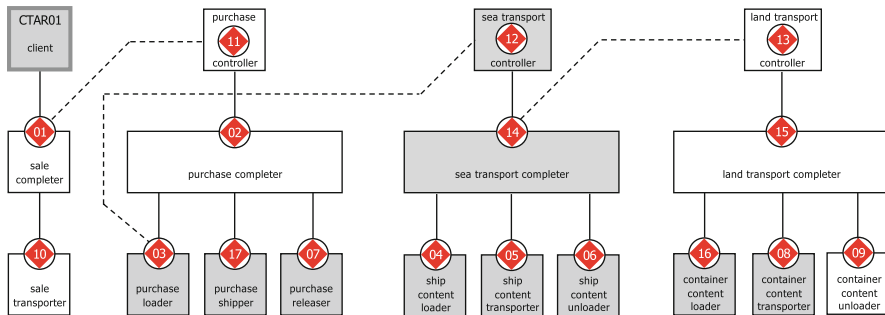 CTAR01
client
purchase
11
controller
sea transport
12
controller
land transport
13
controller
01
sale
completer
02
purchase completer
14
sea transport completer
15
land transport completer
10
sale
transporter
03
purchase
loader
17
purchase
shipper
07
purchase
releaser
04
ship
content
loader
05
ship
content
transporter
06
ship
content
unloader
16
container
content
loader
08
container
content
transporter
09
container
content
unloader